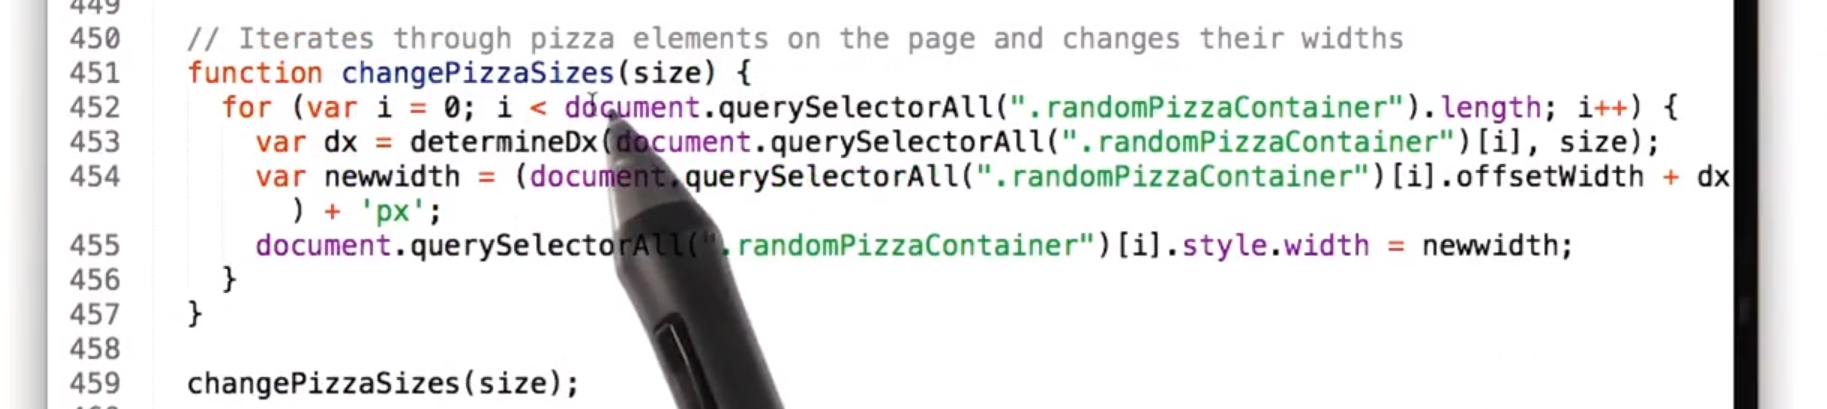 449
450 // Iterates through pizza elements on the page and changes their widths
451 function changePizzaSizes(size) {
452 for (var i = 0; i < document.querySelectorAll(".randomPizzaContainer").length; i++) {
453 var dx = determineDx(document.querySelectorAll(".randomPizzaContainer")[i], size);
454 var newwidth = (document.querySelectorAll(".randomPizzaContainer")[i].offsetWidth + dx
) + 'px';
455 document.querySelectorAll(".randomPizzaContainer")[i].style.width = newwidth;
456 }
457 }
458
459 changePizzaSizes(size);